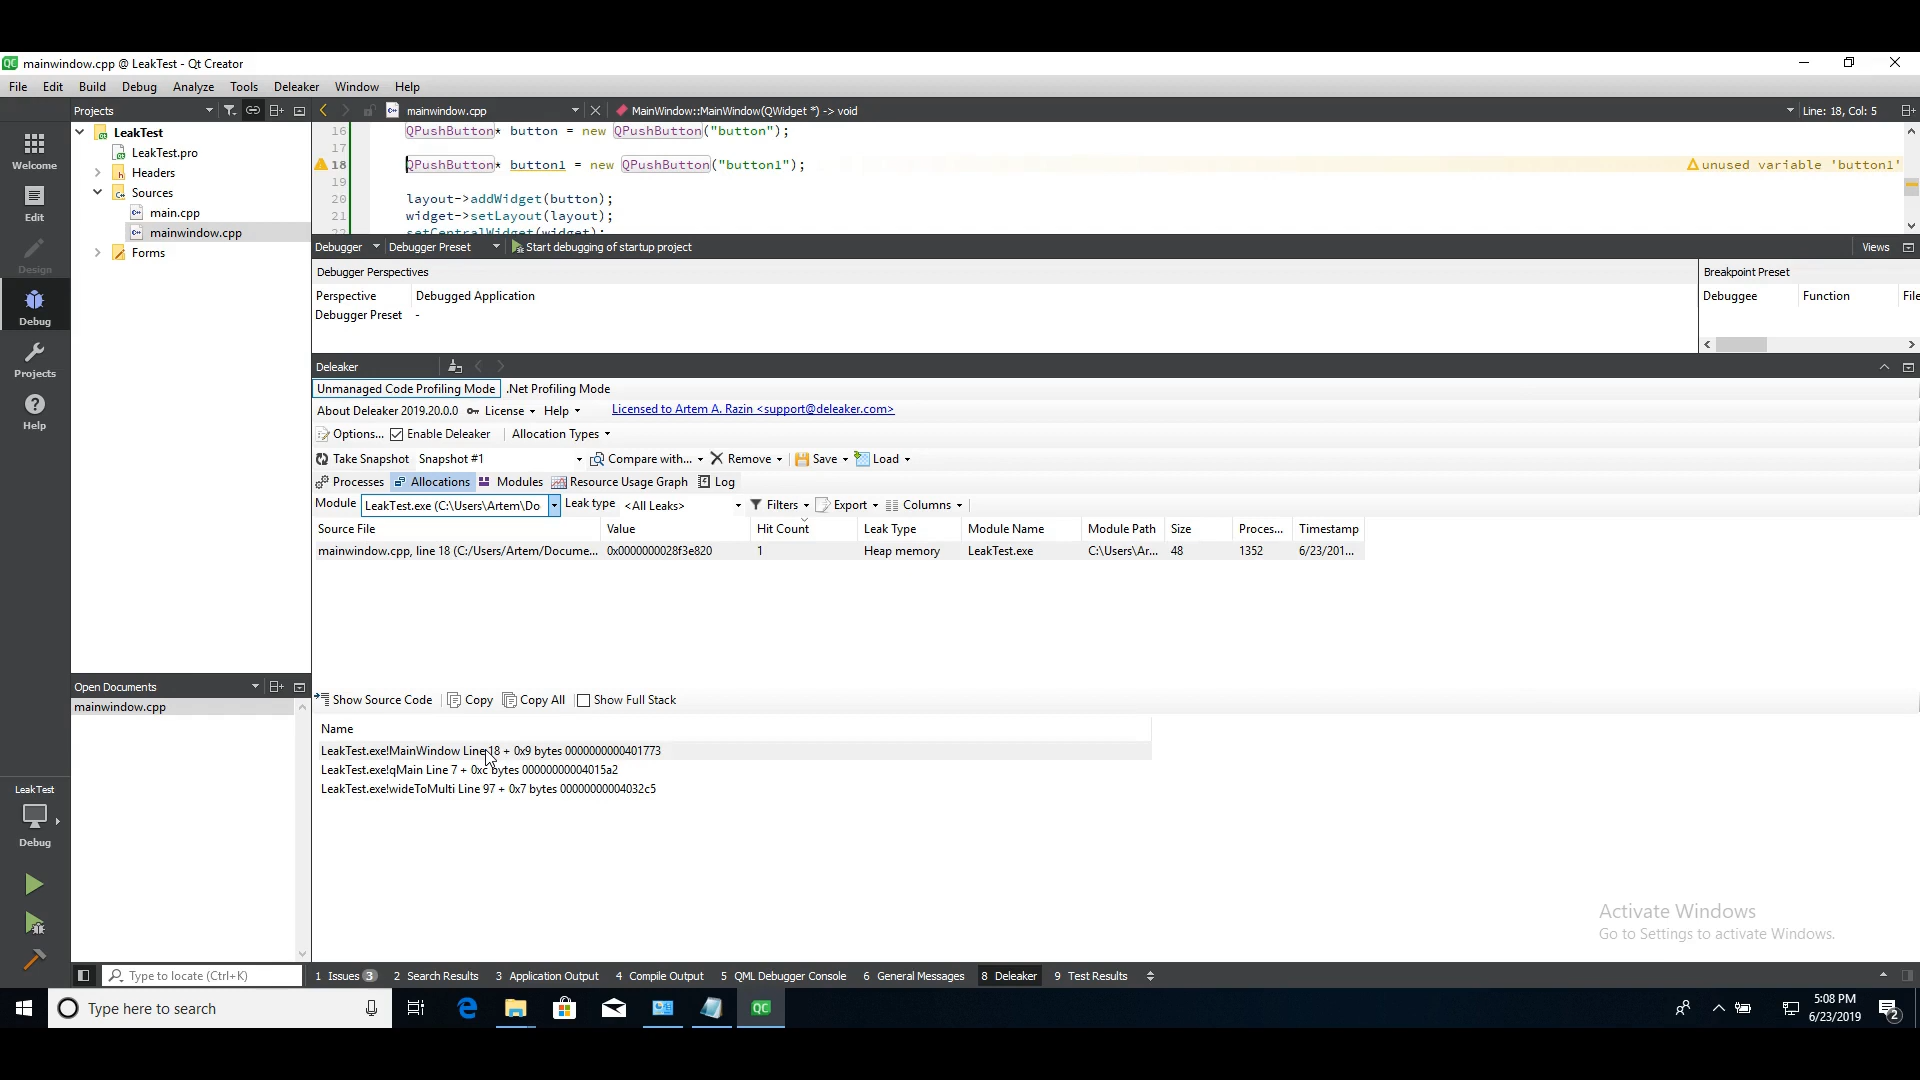 mainwindow.cpp @ LeakTest - Qt Creator
File Edit Build Debug Analyze Tools Deleaker Window Help
Projects
mainwindow.cpp
MainWindow::MainWindow(QWidget *) -> void
Line: 18, Col: 5
Welcome
Edit
Design
Debug
Projects
Help
LeakTest
LeakTest.pro
Headers
Sources
main.cpp
mainwindow.cpp
Forms
16 QPushButton* button = new QPushButton("button");
17
18 QPushButton* button1 = new QPushButton("button1"); unused variable 'button1'
19
20 layout->addWidget(button);
21 widget->setLayout(layout);
22 setCentralWidget(widget);
Debugger Debugger Preset Start debugging of startup project Views
Debugger Perspectives
Perspective Debugged Application
Debugger Preset -
Breakpoint Preset
Debuggee Function File
Deleaker
Unmanaged Code Profiling Mode .Net Profiling Mode
About Deleaker 2019.20.0.0 License Help Licensed to Artem A. Razin <support@deleaker.com>
Options... Enable Deleaker Allocation Types
Take Snapshot Snapshot #1 Compare with... Remove Save Load
Processes Allocations Modules Resource Usage Graph Log
Module LeakTest.exe (C:\Users\Artem\Do Leak type <All Leaks> Filters Export Columns
Source File Value Hit Count Leak Type Module Name Module Path Size Proces... Timestamp
mainwindow.cpp, line 18 (C:/Users/Artem/Docume... 0x0000000028f3e820 1 Heap memory LeakTest.exe C:\Users\Ar... 48 1352 6/23/201...
Open Documents
mainwindow.cpp
Show Source Code Copy Copy All Show Full Stack
Name
LeakTest.exe!MainWindow Line 18 + 0x9 bytes 0000000000401773
LeakTest.exe!qMain Line 7 + 0xc bytes 00000000004015a2
LeakTest.exe!wideToMulti Line 97 + 0x7 bytes 00000000004032c5
LeakTest
Debug
Activate Windows
Go to Settings to activate Windows.
Type to locate (Ctrl+K) 1 Issues 3 2 Search Results 3 Application Output 4 Compile Output 5 QML Debugger Console 6 General Messages 8 Deleaker 9 Test Results
Type here to search
5:08 PM
6/23/2019
2